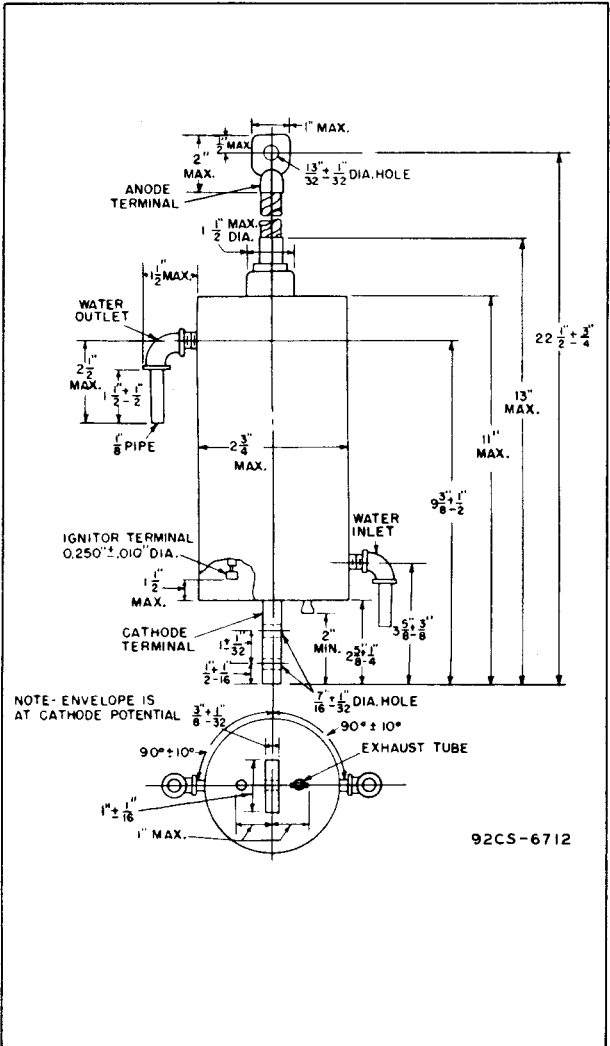 1" MAX.
1/2" MAX.
2"
MAX.
13/32" ± 1/32" DIA. HOLE
ANODE
TERMINAL
1 1/2" MAX.
DIA.
1 1/2" MAX.
WATER
OUTLET
22 1/2" ± 3/4"
2 1/2"
MAX.
1 1/2" ± 1/2"
13"
MAX.
11"
MAX.
1/8" PIPE
2 3/4"
MAX.
9 3/8" ± 1/2"
IGNITOR TERMINAL
0.250" ± .010" DIA.
WATER
INLET
1 1/2"
MAX.
CATHODE
TERMINAL
1" ± 1/32"
2"
MIN.
2 5/8" ± 1/4"
3 5/8" ± 3/8"
1/2" ± 1/16"
7/16" ± 1/32" DIA. HOLE
NOTE- ENVELOPE IS
AT CATHODE POTENTIAL
3/8" ± 1/32"
90° ± 10°
90° ± 10°
EXHAUST TUBE
1" ± 1/16"
1" MAX.
92CS-6712